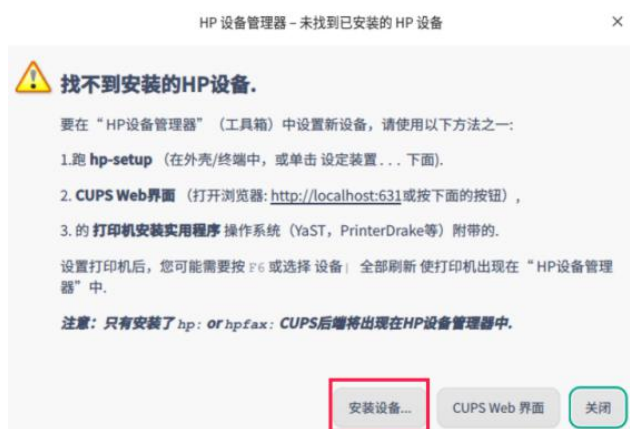 HP 设备管理器 – 未找到已安装的 HP 设备
找不到安装的HP设备.
要在“HP设备管理器”（工具箱）中设置新设备，请使用以下方法之一:
1.跑 hp-setup （在外壳/终端中，或单击 设定装置 . . . 下面).
2. CUPS Web界面 （打开浏览器: http://localhost:631或按下面的按钮），
3. 的 打印机安装实用程序 操作系统（YaST，PrinterDrake等）附带的.
设置打印机后，您可能需要按 F6 或选择 设备| 全部刷新 使打印机出现在“HP设备管理
器”中.
注意：只有安装了 hp: or hpfax: CUPS后端将出现在HP设备管理器中.
安装设备... CUPS Web 界面 关闭